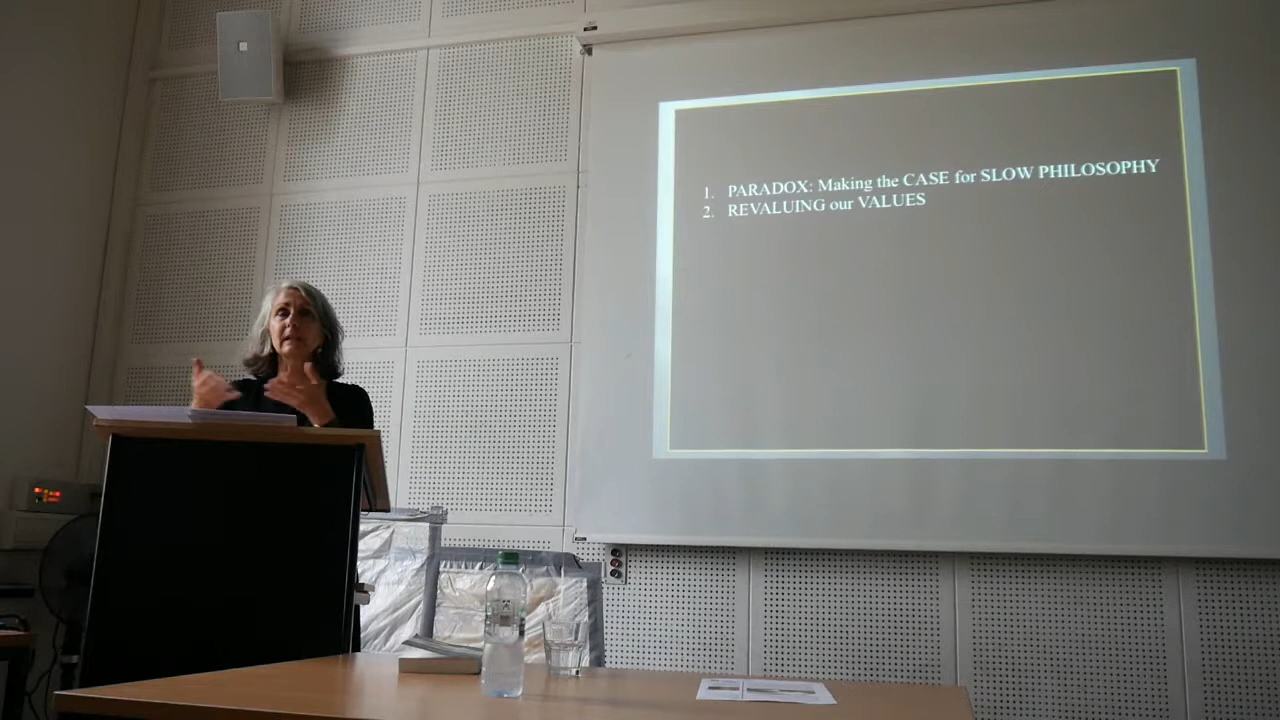 1. PARADOX: Making the CASE for SLOW PHILOSOPHY
2. REVALUING our VALUES